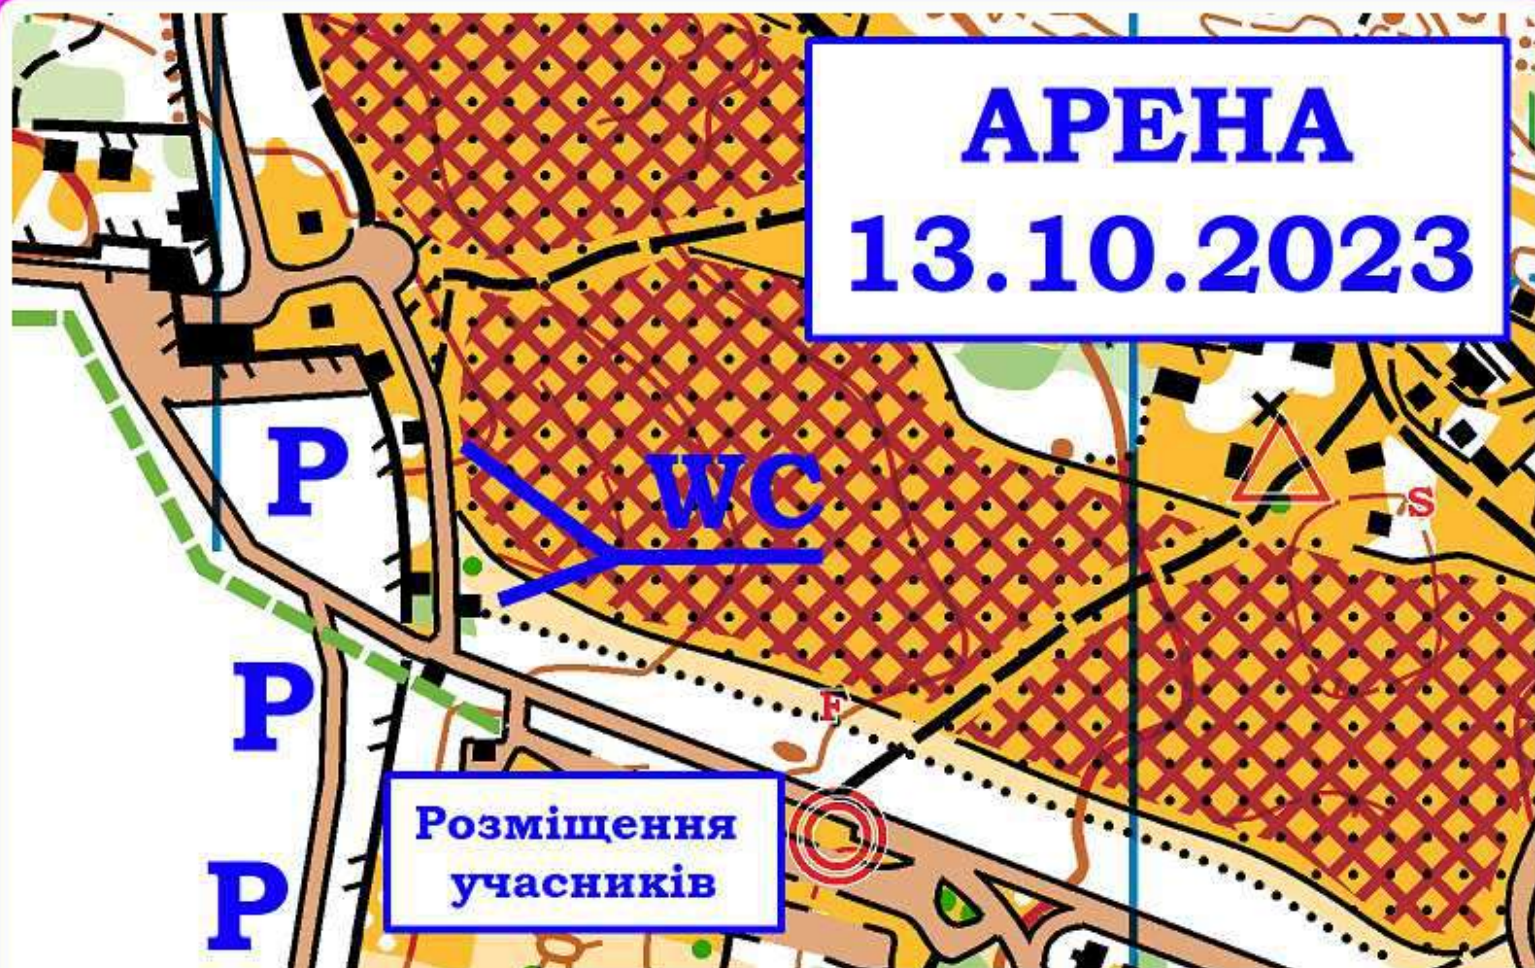 АРЕНА
13.10.2023
P
WC
S
P
F
Розміщення
учасників
P